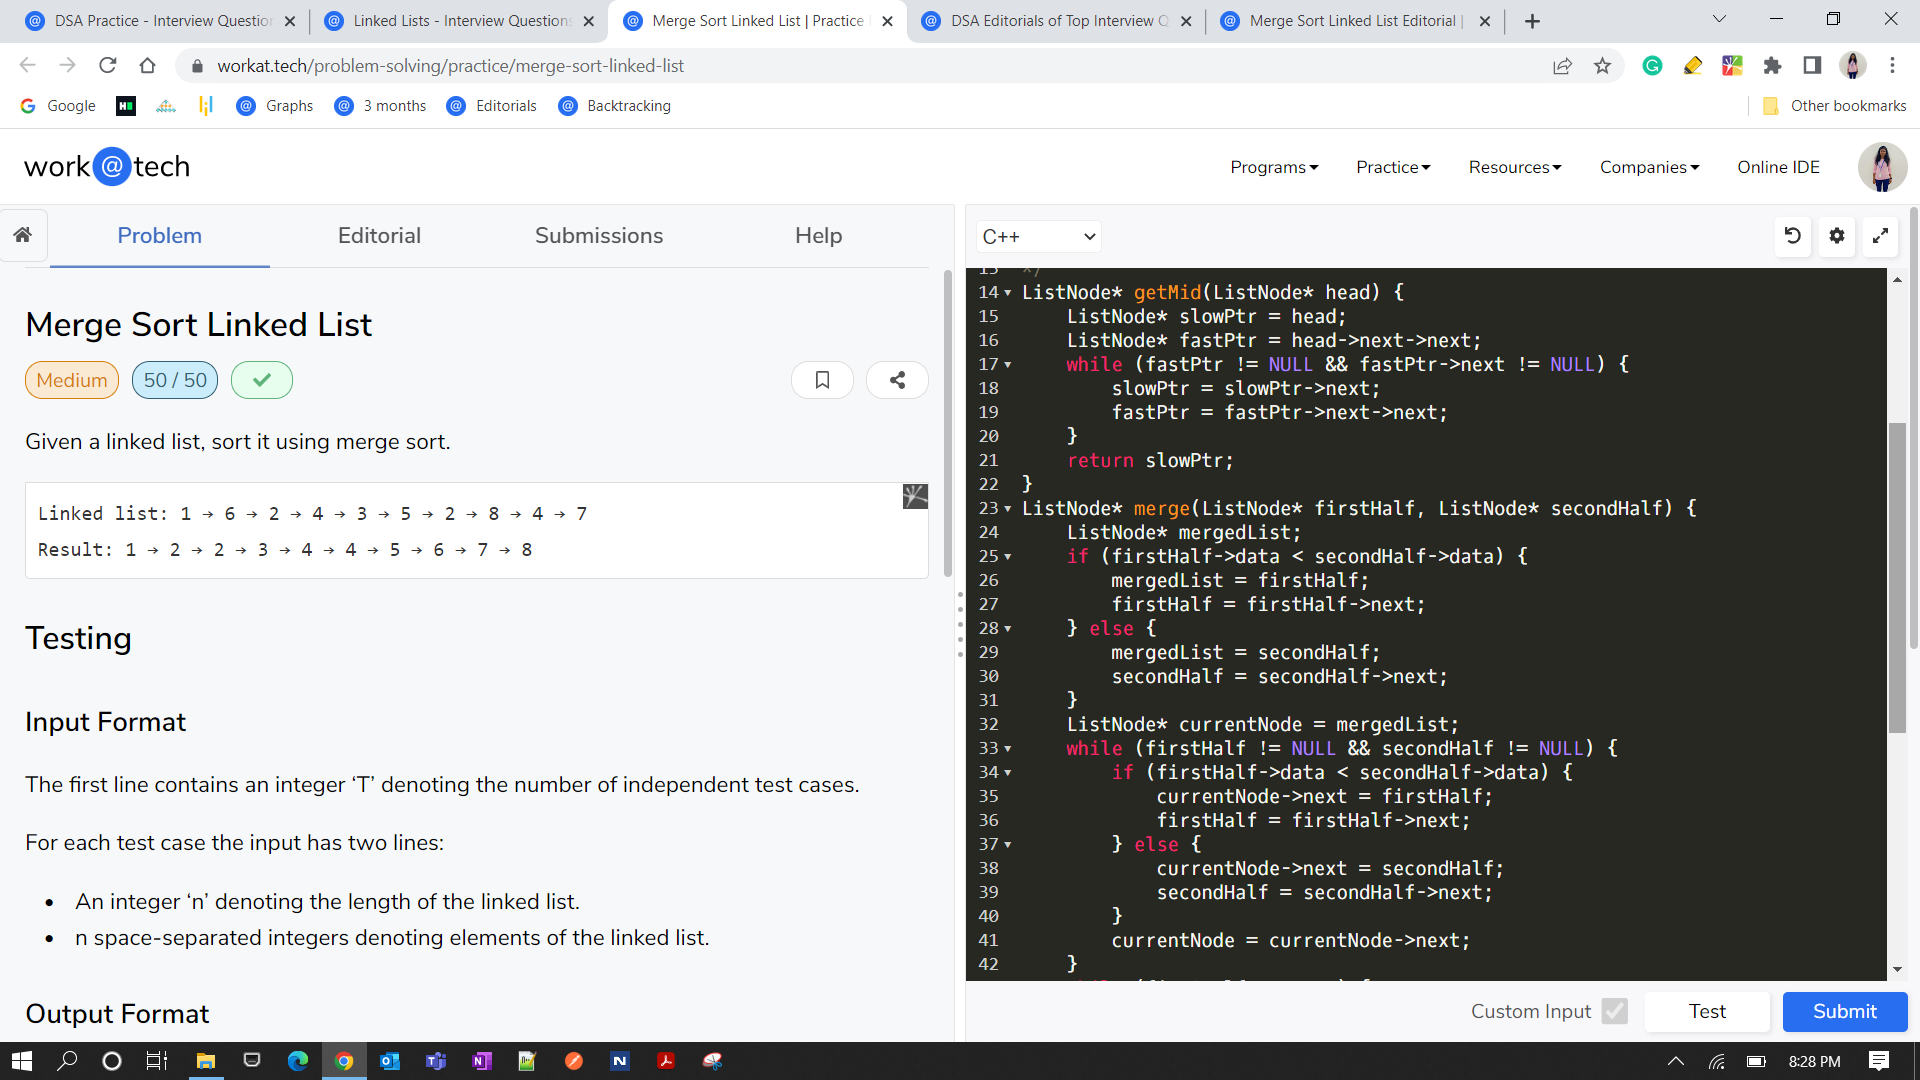 DSA Practice - Interview Question
Linked Lists - Interview Questions
Merge Sort Linked List | Practice
DSA Editorials of Top Interview Q
Merge Sort Linked List Editorial |
workat.tech/problem-solving/practice/merge-sort-linked-list
Google
Graphs
3 months
Editorials
Backtracking
Other bookmarks
work@tech
Programs
Practice
Resources
Companies
Online IDE
Problem
Editorial
Submissions
Help
Merge Sort Linked List
Medium
50 / 50
Given a linked list, sort it using merge sort.
Linked list: 1 → 6 → 2 → 4 → 3 → 5 → 2 → 8 → 4 → 7
Result: 1 → 2 → 2 → 3 → 4 → 4 → 5 → 6 → 7 → 8
Testing
Input Format
The first line contains an integer ‘T’ denoting the number of independent test cases.
For each test case the input has two lines:
• An integer ‘n’ denoting the length of the linked list.
• n space-separated integers denoting elements of the linked list.
Output Format
C++
13 */
14 ListNode* getMid(ListNode* head) {
15 ListNode* slowPtr = head;
16 ListNode* fastPtr = head->next->next;
17 while (fastPtr != NULL && fastPtr->next != NULL) {
18 slowPtr = slowPtr->next;
19 fastPtr = fastPtr->next->next;
20 }
21 return slowPtr;
22 }
23 ListNode* merge(ListNode* firstHalf, ListNode* secondHalf) {
24 ListNode* mergedList;
25 if (firstHalf->data < secondHalf->data) {
26 mergedList = firstHalf;
27 firstHalf = firstHalf->next;
28 } else {
29 mergedList = secondHalf;
30 secondHalf = secondHalf->next;
31 }
32 ListNode* currentNode = mergedList;
33 while (firstHalf != NULL && secondHalf != NULL) {
34 if (firstHalf->data < secondHalf->data) {
35 currentNode->next = firstHalf;
36 firstHalf = firstHalf->next;
37 } else {
38 currentNode->next = secondHalf;
39 secondHalf = secondHalf->next;
40 }
41 currentNode = currentNode->next;
42 }
Custom Input
Test
Submit
8:28 PM